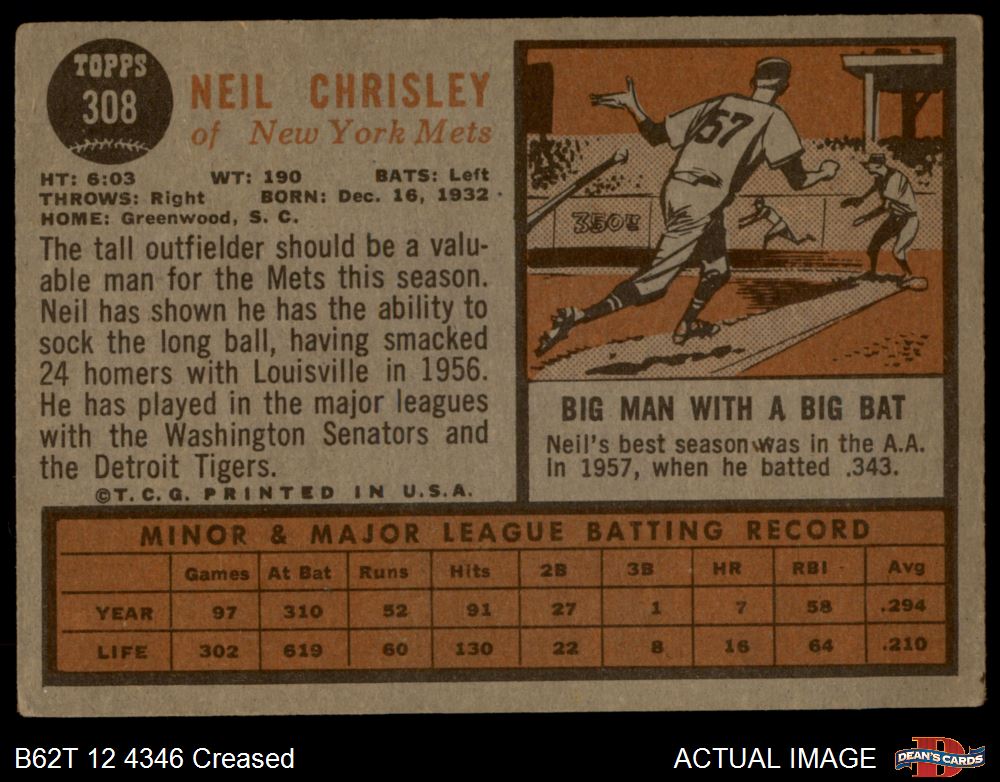 TOPPS
308
NEIL CHRISLEY
of New York Mets
HT: 6:03 WT: 190 BATS: Left
THROWS: Right BORN: Dec. 16, 1932
HOME: Greenwood, S. C.
The tall outfielder should be a valu-
able man for the Mets this season.
Neil has shown he has the ability to
sock the long ball, having smacked
24 homers with Louisville in 1956.
He has played in the major leagues
with the Washington Senators and
the Detroit Tigers.
©T. C. G. PRINTED IN U.S.A.
57
350FT
BIG MAN WITH A BIG BAT
Neil's best season was in the A.A.
in 1957, when he batted .343.
MINOR & MAJOR LEAGUE BATTING RECORD
Games At Bat Runs Hits 2B 3B HR RBI Avg
YEAR 97 310 52 91 27 1 7 58 .294
LIFE 302 619 60 130 22 8 16 64 .210
B62T 12 4346 Creased
ACTUAL IMAGE
DEAN'S CARDS